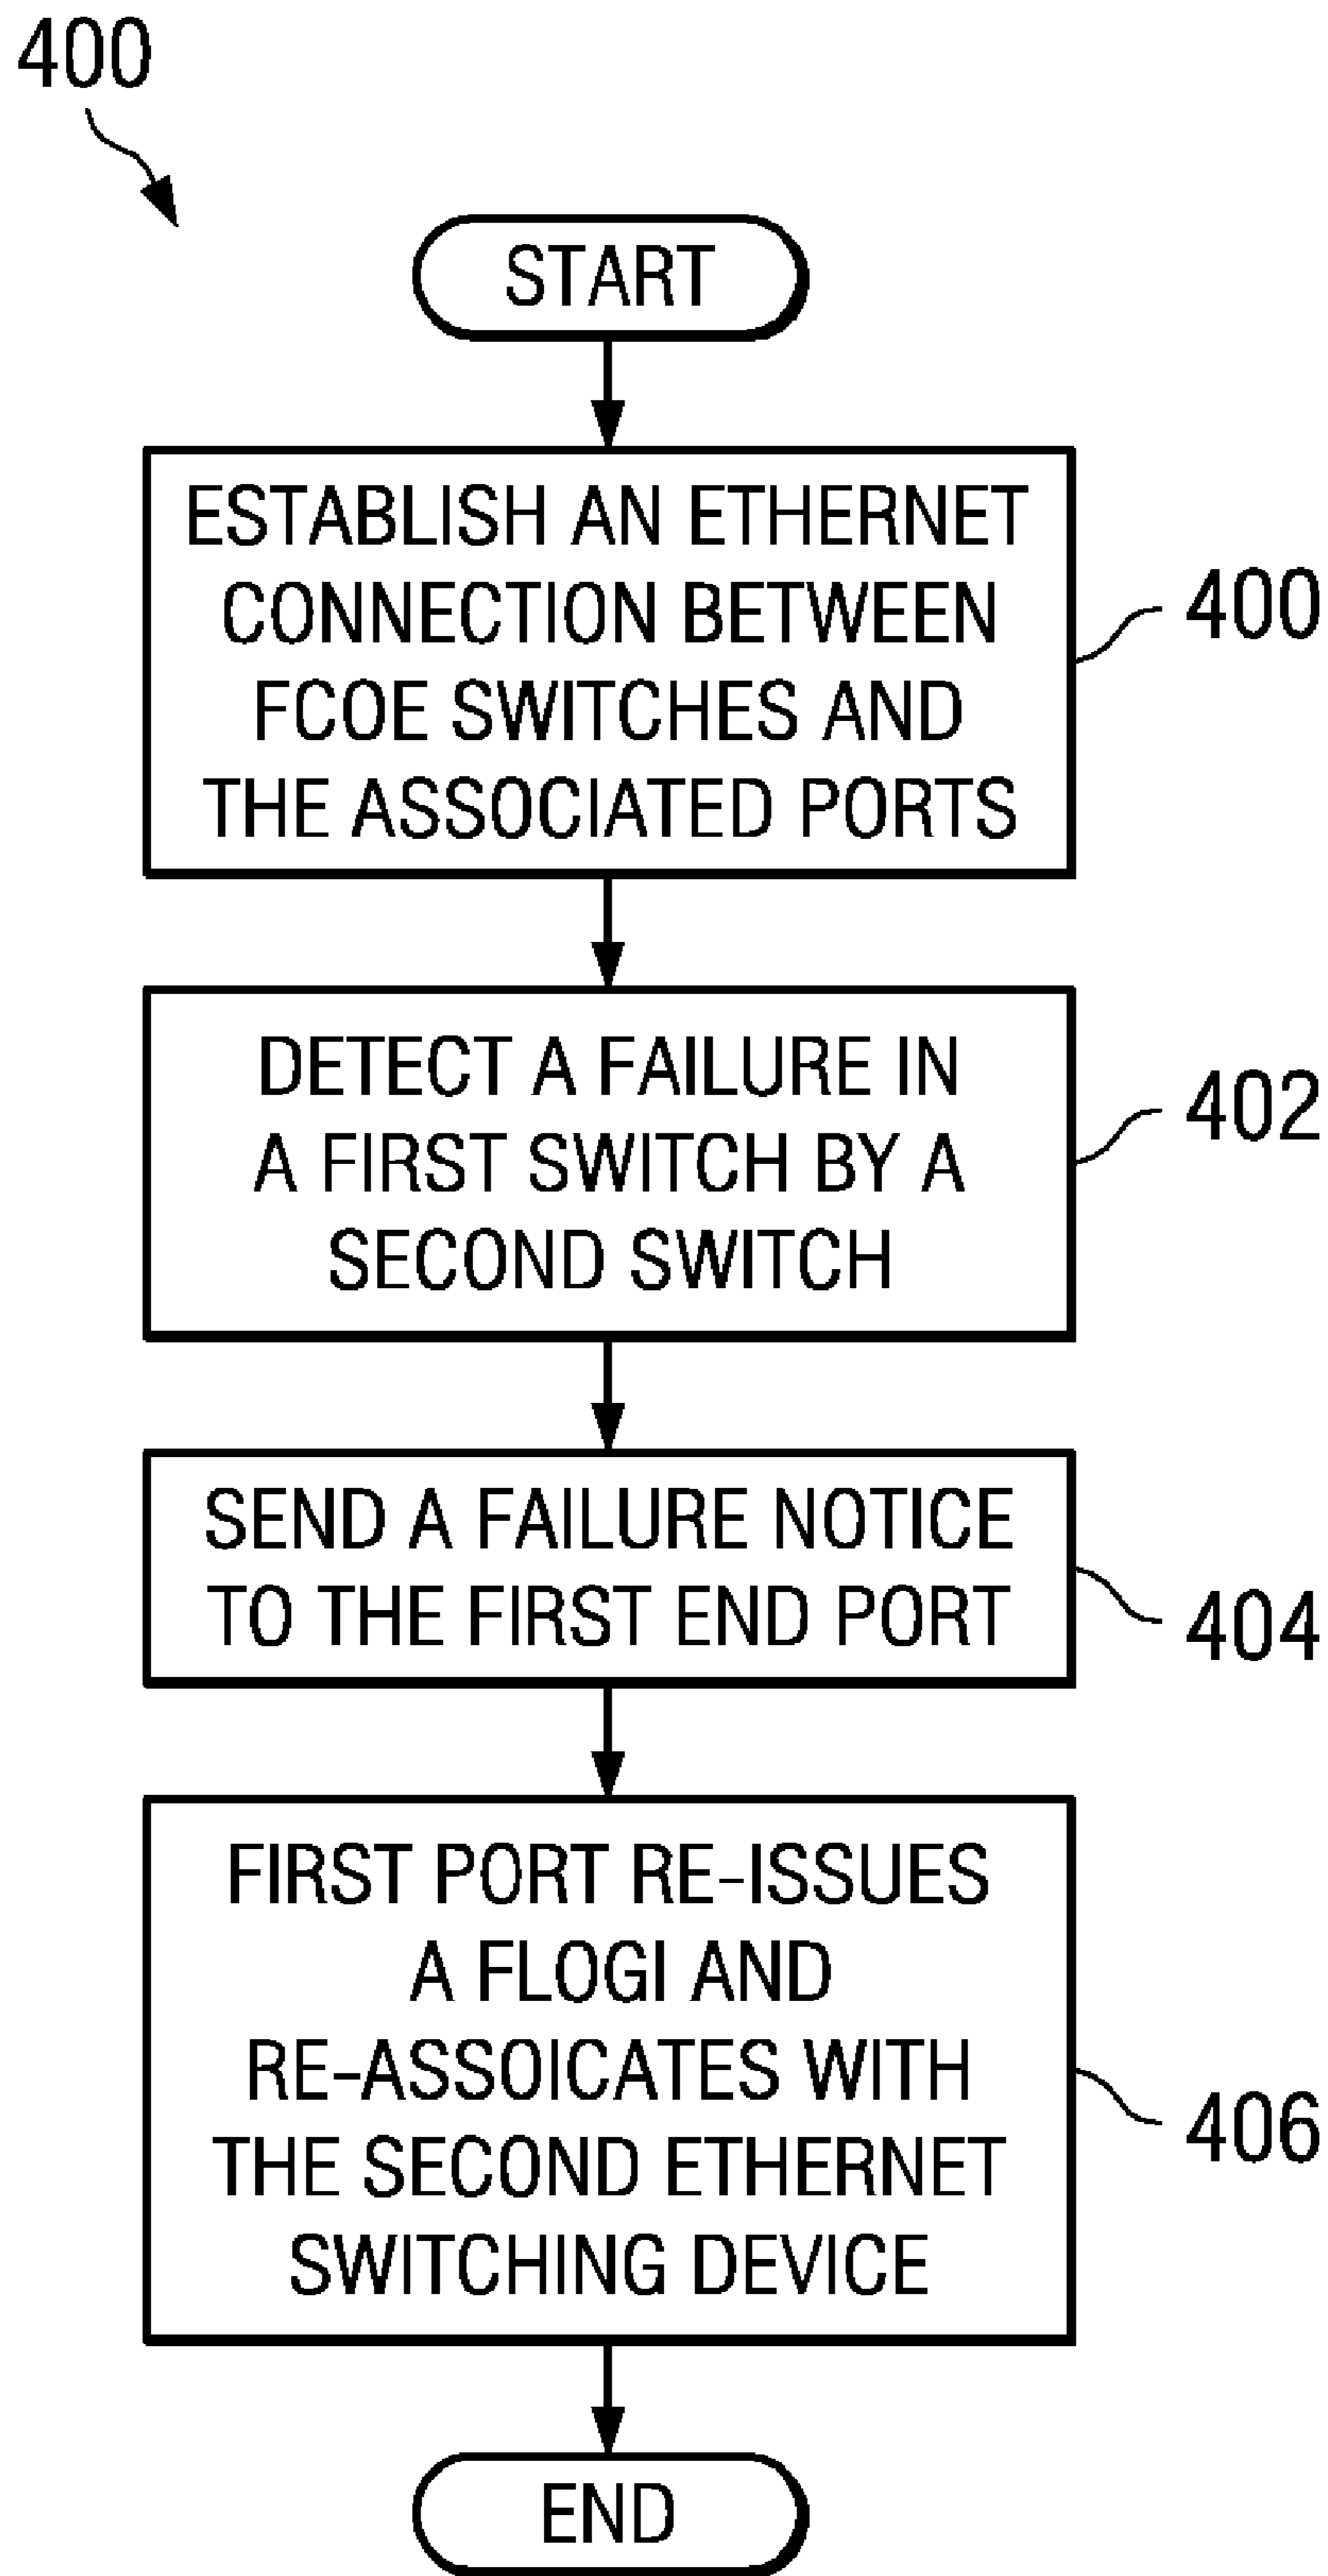 400
START
ESTABLISH AN ETHERNET
CONNECTION BETWEEN
FCOE SWITCHES AND
THE ASSOCIATED PORTS
400
DETECT A FAILURE IN
A FIRST SWITCH BY A
SECOND SWITCH
402
SEND A FAILURE NOTICE
TO THE FIRST END PORT
404
FIRST PORT RE-ISSUES
A FLOGI AND
RE-ASSOICATES WITH
THE SECOND ETHERNET
SWITCHING DEVICE
406
END